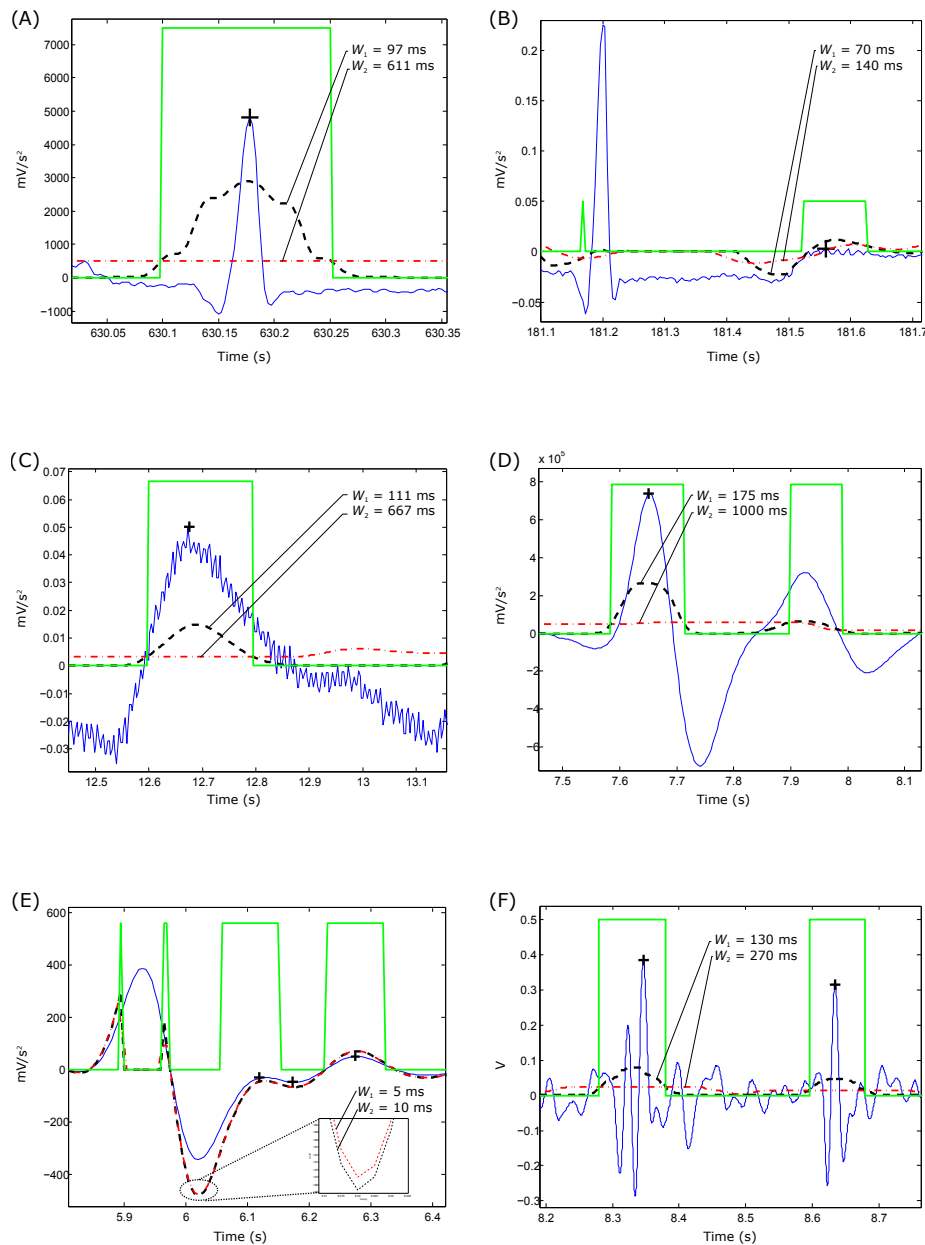 (A)
7000
6000
5000
4000
3000
2000
1000
0
−1000
mV/s²
630.05
630.1
630.15
630.2
630.25
630.3
630.35
Time (s)
W₁ = 97 ms
W₂ = 611 ms
(B)
0.2
0.15
0.1
0.05
0
−0.05
mV/s²
181.1
181.2
181.3
181.4
181.5
181.6
181.7
Time (s)
W₁ = 70 ms
W₂ = 140 ms
(C)
0.07
0.06
0.05
0.04
0.03
0.02
0.01
0
−0.01
−0.02
−0.03
mV/s²
12.5
12.6
12.7
12.8
12.9
13
13.1
Time (s)
W₁ = 111 ms
W₂ = 667 ms
(D)
x 10⁵
8
6
4
2
0
−2
−4
−6
mV/s²
7.5
7.6
7.7
7.8
7.9
8
8.1
Time (s)
W₁ = 175 ms
W₂ = 1000 ms
(E)
600
400
200
0
−200
−400
mV/s²
5.9
6
6.1
6.2
6.3
6.4
Time (s)
W₁ = 5 ms
W₂ = 10 ms
(F)
0.5
0.4
0.3
0.2
0.1
0
−0.1
−0.2
−0.3
V
8.2
8.3
8.4
8.5
8.6
8.7
Time (s)
W₁ = 130 ms
W₂ = 270 ms